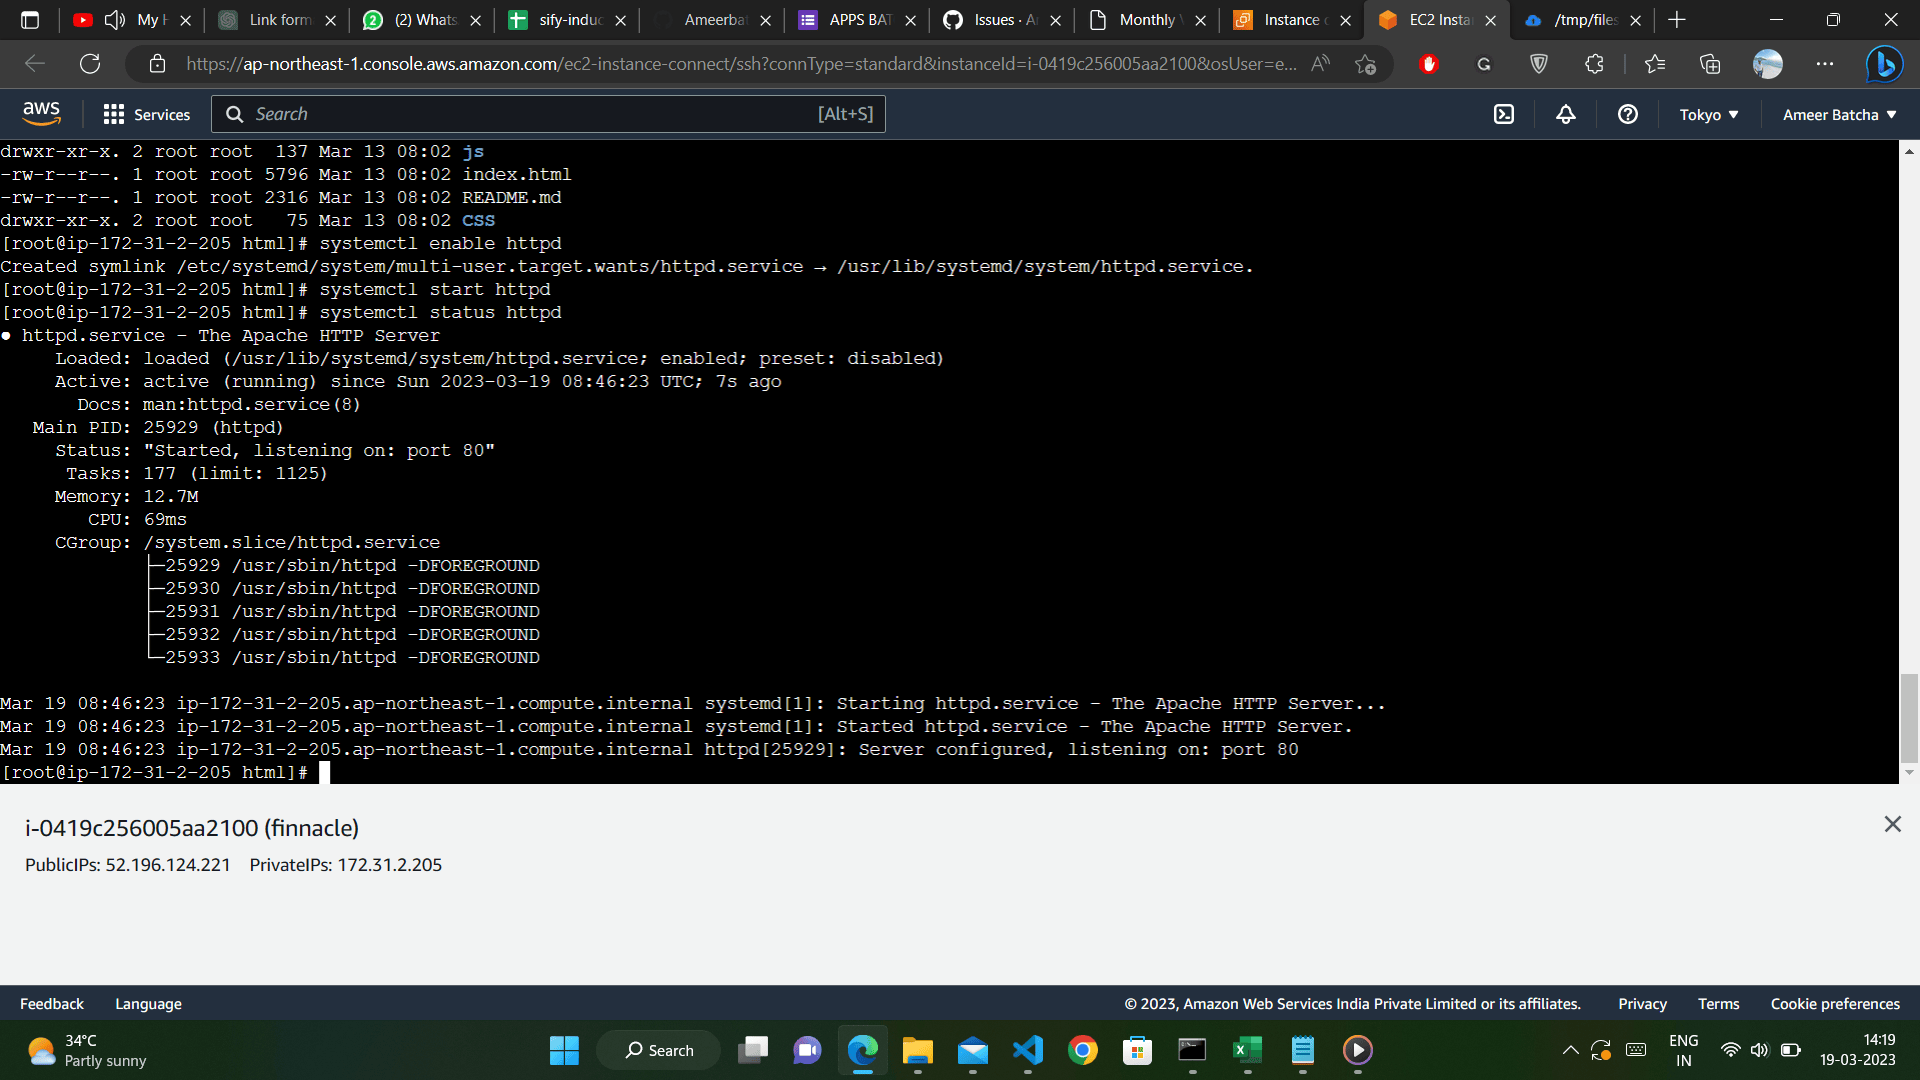 My H
Link form
(2) Whats
sify-induc
Ameerbat
APPS BAT
Issues · A
Monthly
Instance c
EC2 Insta
/tmp/files
https://ap-northeast-1.console.aws.amazon.com/ec2-instance-connect/ssh?connType=standard&instanceId=i-0419c256005aa2100&osUser=e...
aws
Services
Search
[Alt+S]
Tokyo ▼
Ameer Batcha ▼
drwxr-xr-x. 2 root root  137 Mar 13 08:02 js
-rw-r--r--. 1 root root 5796 Mar 13 08:02 index.html
-rw-r--r--. 1 root root 2316 Mar 13 08:02 README.md
drwxr-xr-x. 2 root root   75 Mar 13 08:02 CSS
[root@ip-172-31-2-205 html]# systemctl enable httpd
Created symlink /etc/systemd/system/multi-user.target.wants/httpd.service → /usr/lib/systemd/system/httpd.service.
[root@ip-172-31-2-205 html]# systemctl start httpd
[root@ip-172-31-2-205 html]# systemctl status httpd
● httpd.service - The Apache HTTP Server
     Loaded: loaded (/usr/lib/systemd/system/httpd.service; enabled; preset: disabled)
     Active: active (running) since Sun 2023-03-19 08:46:23 UTC; 7s ago
       Docs: man:httpd.service(8)
   Main PID: 25929 (httpd)
     Status: "Started, listening on: port 80"
      Tasks: 177 (limit: 1125)
     Memory: 12.7M
        CPU: 69ms
     CGroup: /system.slice/httpd.service
             ├─25929 /usr/sbin/httpd -DFOREGROUND
             ├─25930 /usr/sbin/httpd -DFOREGROUND
             ├─25931 /usr/sbin/httpd -DFOREGROUND
             ├─25932 /usr/sbin/httpd -DFOREGROUND
             └─25933 /usr/sbin/httpd -DFOREGROUND
Mar 19 08:46:23 ip-172-31-2-205.ap-northeast-1.compute.internal systemd[1]: Starting httpd.service - The Apache HTTP Server...
Mar 19 08:46:23 ip-172-31-2-205.ap-northeast-1.compute.internal systemd[1]: Started httpd.service - The Apache HTTP Server.
Mar 19 08:46:23 ip-172-31-2-205.ap-northeast-1.compute.internal httpd[25929]: Server configured, listening on: port 80
[root@ip-172-31-2-205 html]#
i-0419c256005aa2100 (finnacle)
PublicIPs: 52.196.124.221    PrivateIPs: 172.31.2.205
Feedback
Language
© 2023, Amazon Web Services India Private Limited or its affiliates.
Privacy
Terms
Cookie preferences
34°C
Partly sunny
Search
ENG
IN
14:19
19-03-2023